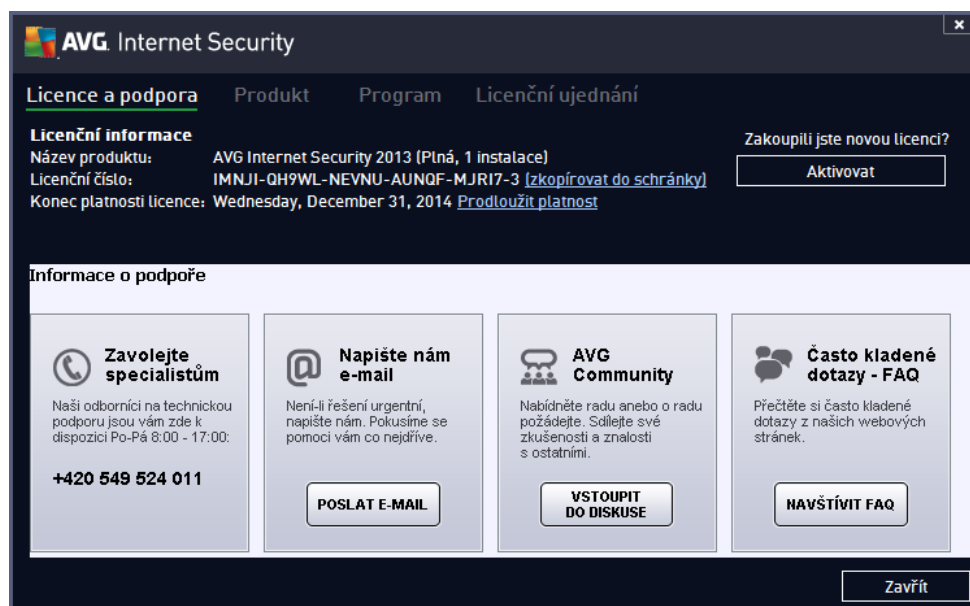 AVG. Internet Security
Licence a podpora Produkt Program Licenční ujednání
Licenční informace
Název produktu: AVG Internet Security 2013 (Plná, 1 instalace)
Licenční číslo: IMNJI-QH9WL-NEVNU-AUNQF-MJRI7-3 (zkopírovat do schránky)
Konec platnosti licence: Wednesday, December 31, 2014 Prodloužit platnost
Zakoupili jste novou licenci?
Aktivovat
Informace o podpoře
Zavolejte
specialistům
Naši odborníci na technickou
podporu jsou vám zde k
dispozici Po-Pá 8:00 - 17:00:
+420 549 524 011
Napište nám
e-mail
Není-li řešení urgentní,
napište nám. Pokusíme se
pomoci vám co nejdříve.
POSLAT E-MAIL
AVG
Community
Nabídněte radu anebo o radu
požádejte. Sdílejte své
zkušenosti a znalosti
s ostatními.
VSTOUPIT
DO DISKUSE
Často kladené
dotazy - FAQ
Přečtěte si často kladené
dotazy z našich webových
stránek.
NAVŠTÍVIT FAQ
Zavřít